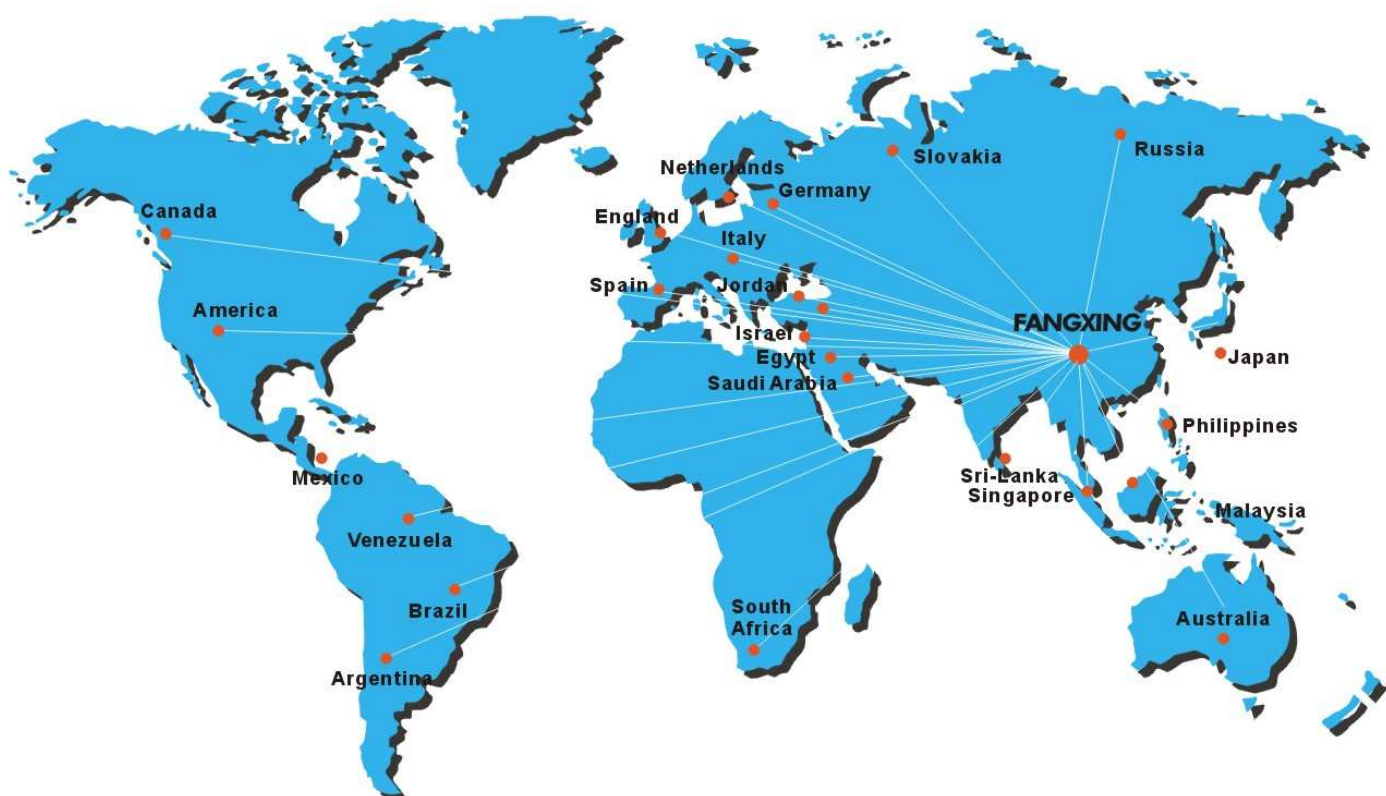 Netherlands
Slovakia
Russia
Germany
Canada
England
Italy
Spain
Jordan
America
FANGXING
Israel
Egypt
Japan
Saudi Arabia
Philippines
Mexico
Sri-Lanka
Singapore
Malaysia
Venezuela
Brazil
South
Africa
Australia
Argentina